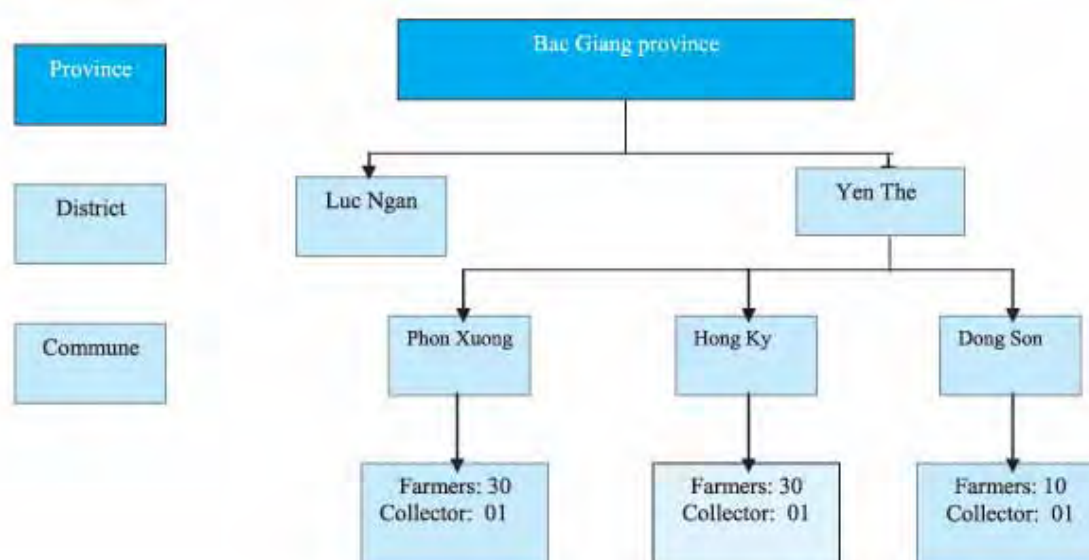 Province
Bac Giang province
District
Luc Ngan
Yen The
Commune
Phon Xuong
Hong Ky
Dong Son
Farmers: 30
Collector: 01
Farmers: 30
Collector: 01
Farmers: 10
Collector: 01